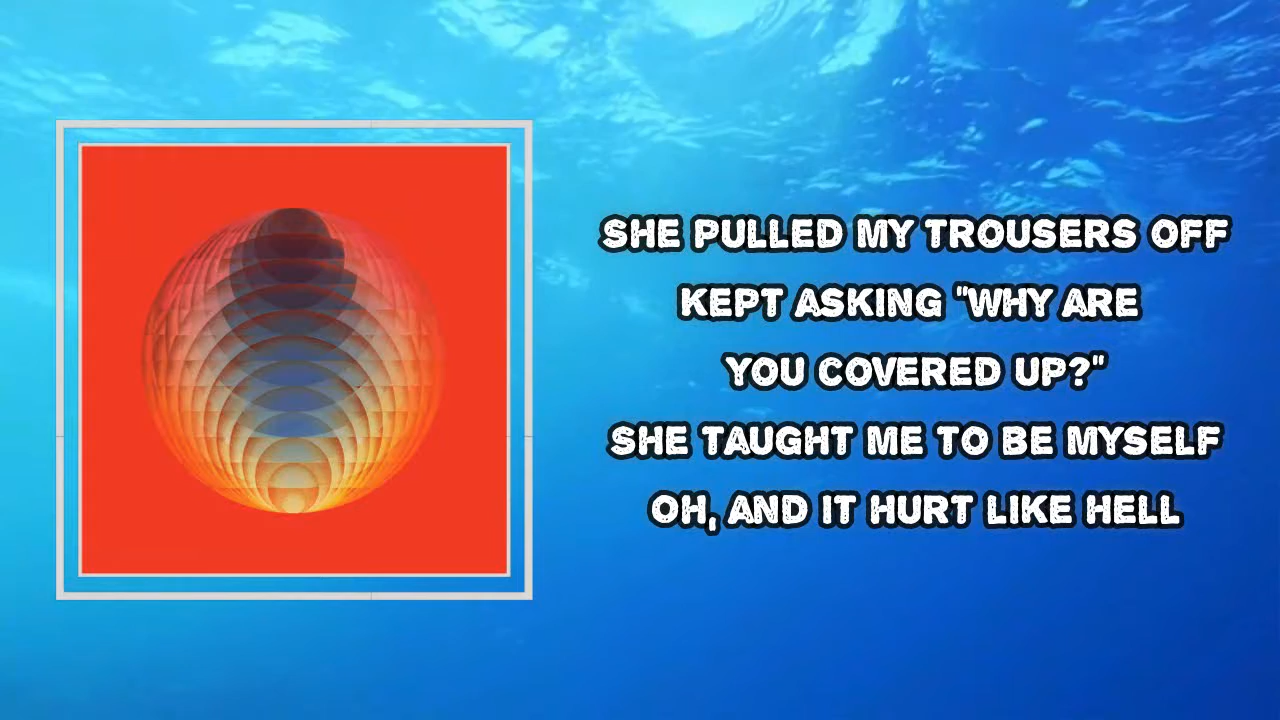 SHE PULLED MY TROUSERS OFF
KEPT ASKING "WHY ARE
YOU COVERED UP?"
SHE TAUGHT ME TO BE MYSELF
OH, AND IT HURT LIKE HELL